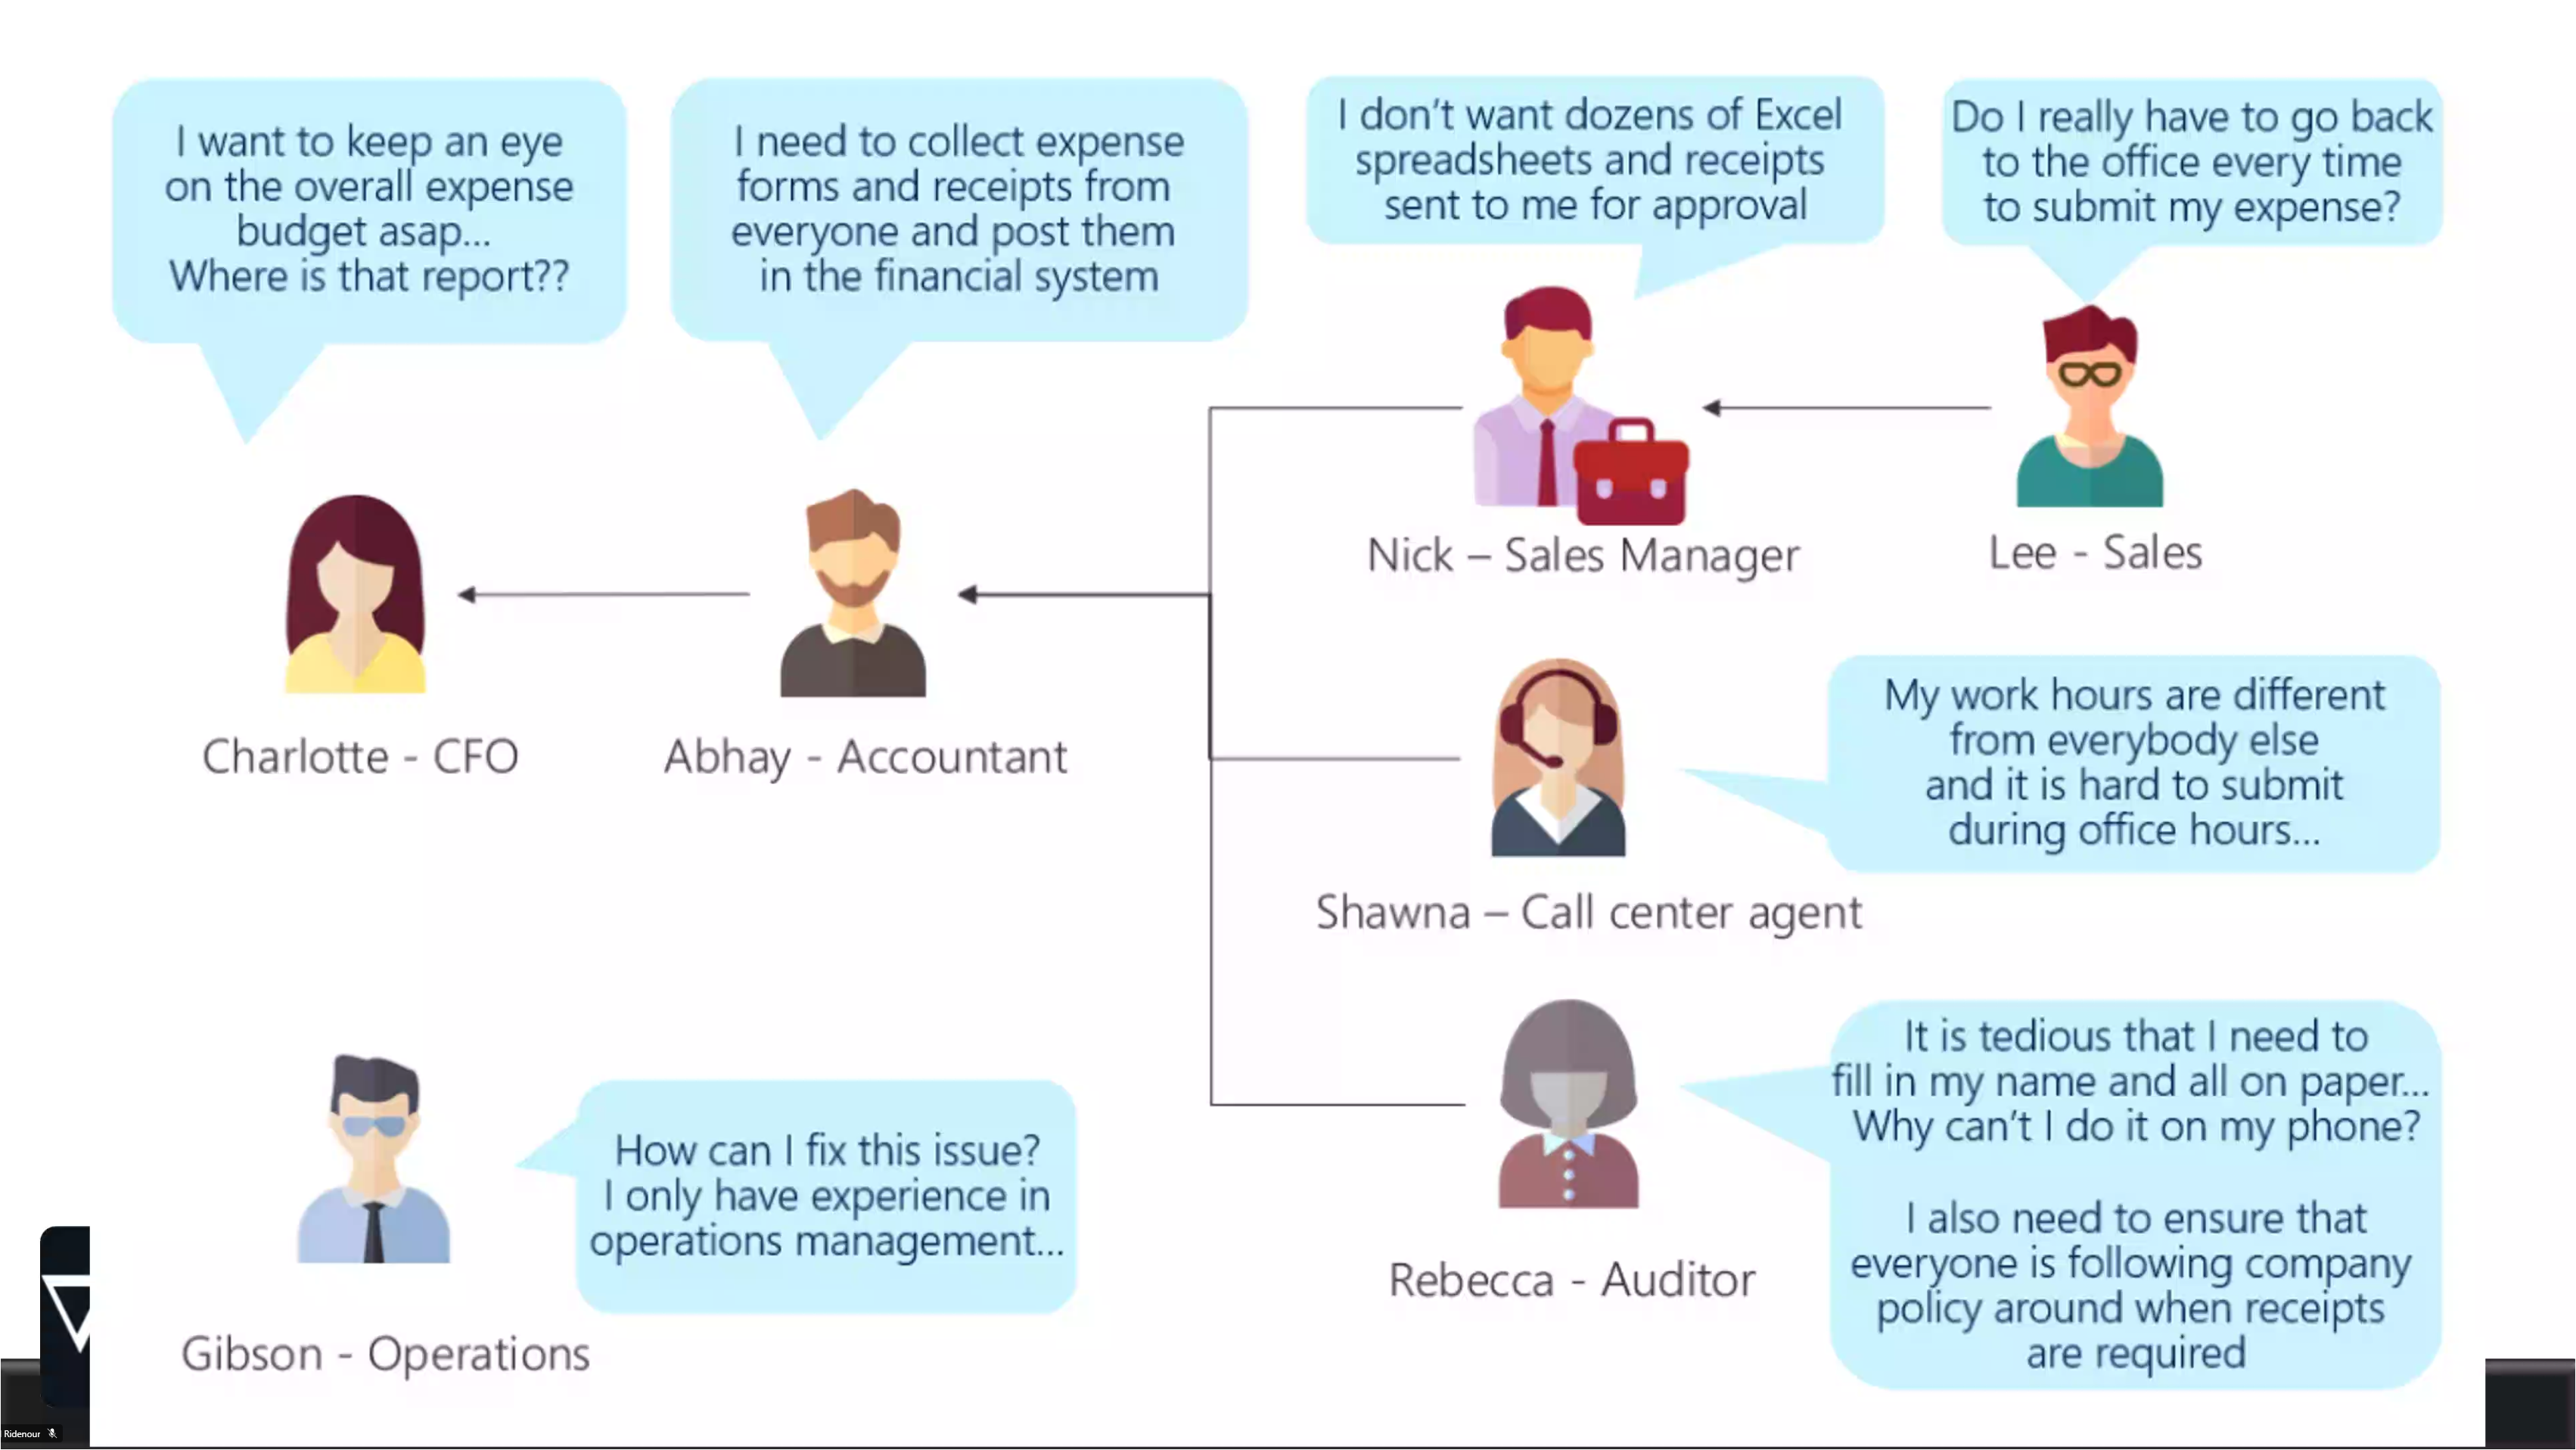 I want to keep an eye
on the overall expense
budget asap...
Where is that report??
I need to collect expense
forms and receipts from
everyone and post them
in the financial system
I don't want dozens of Excel
spreadsheets and receipts
sent to me for approval
Do I really have to go back
to the office every time
to submit my expense?
Nick – Sales Manager
Lee - Sales
Charlotte - CFO
Abhay - Accountant
My work hours are different
from everybody else
and it is hard to submit
during office hours...
Shawna – Call center agent
How can I fix this issue?
I only have experience in
operations management...
Gibson - Operations
It is tedious that I need to
fill in my name and all on paper...
Why can't I do it on my phone?
I also need to ensure that
everyone is following company
policy around when receipts
are required
Rebecca - Auditor
Ridenour